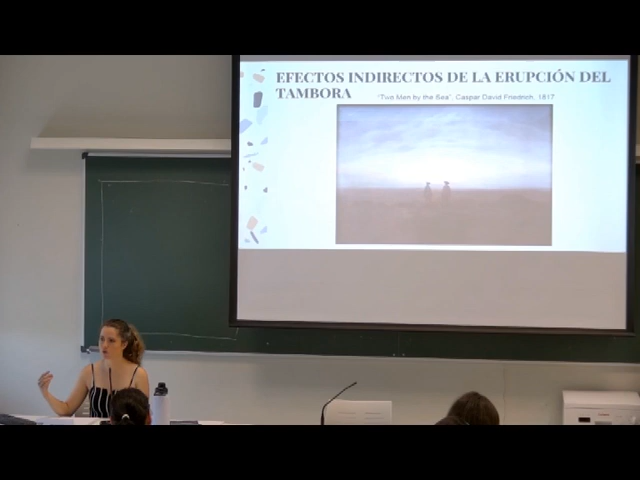 EFECTOS INDIRECTOS DE LA ERUPCIÓN DEL
TAMBORA
"Two Men by the Sea", Caspar David Friedrich, 1817